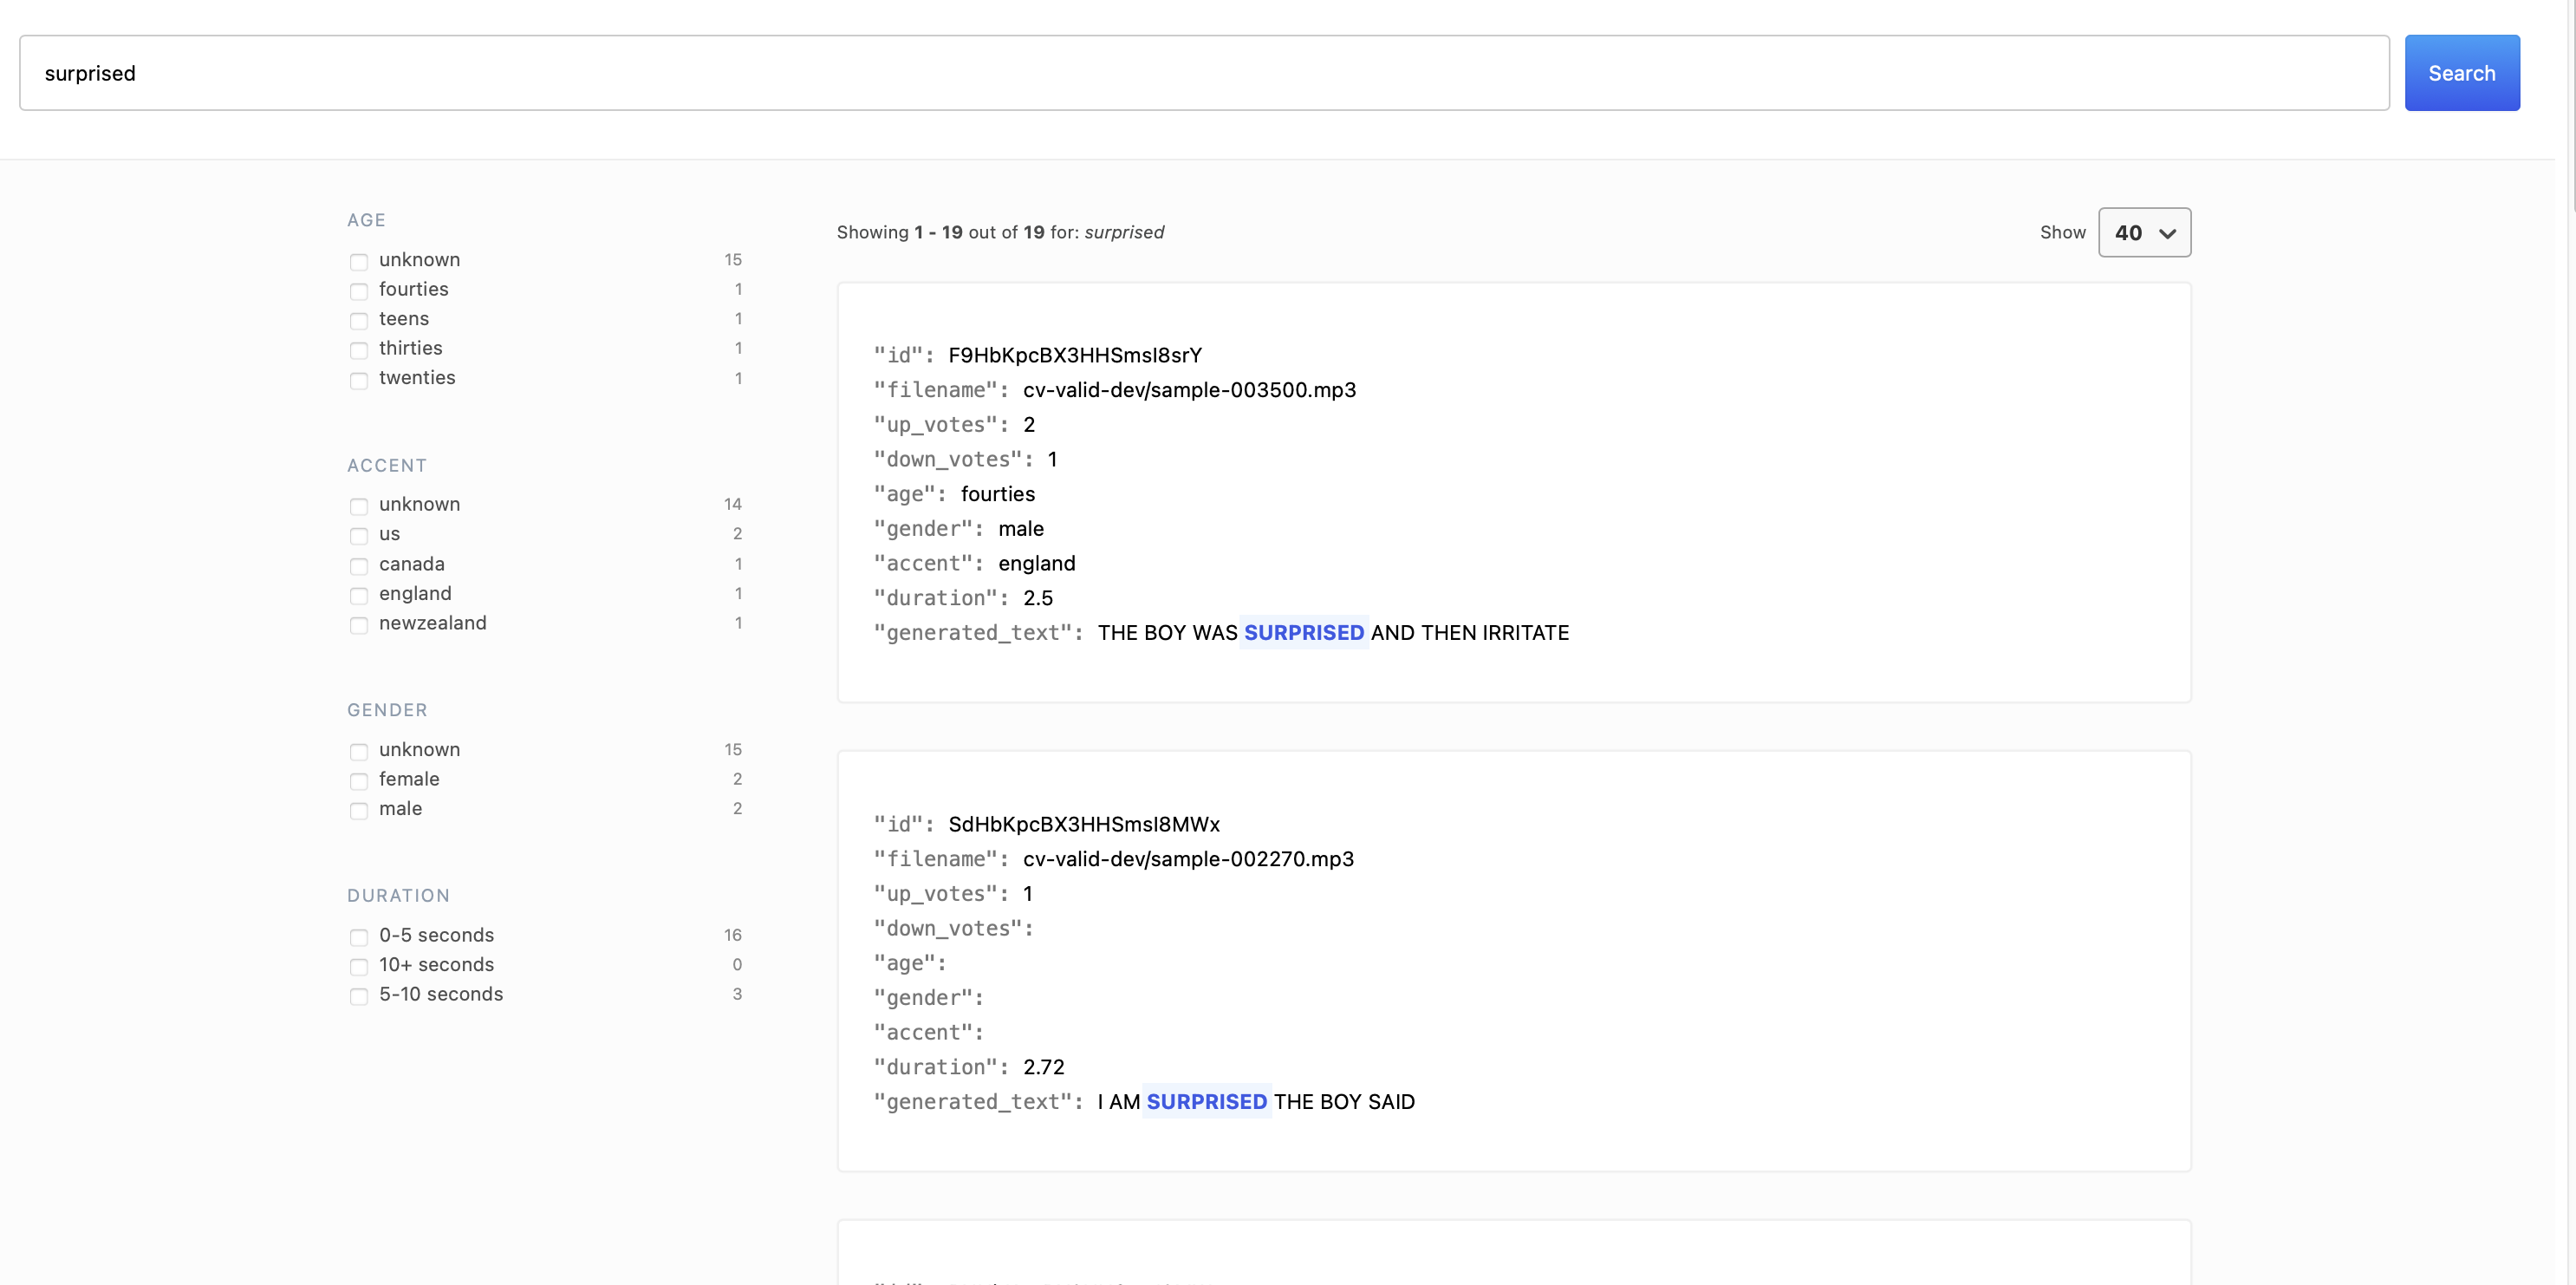 surprised
Search
AGE
unknown 15
fourties 1
teens 1
thirties 1
twenties 1
ACCENT
unknown 14
us 2
canada 1
england 1
newzealand 1
GENDER
unknown 15
female 2
male 2
DURATION
0-5 seconds 16
10+ seconds 0
5-10 seconds 3
Showing 1 - 19 out of 19 for: surprised
Show 40
"id": F9HbKpcBX3HHSmsI8srY
"filename": cv-valid-dev/sample-003500.mp3
"up_votes": 2
"down_votes": 1
"age": fourties
"gender": male
"accent": england
"duration": 2.5
"generated_text": THE BOY WAS SURPRISED AND THEN IRRITATE
"id": SdHbKpcBX3HHSmsI8MWx
"filename": cv-valid-dev/sample-002270.mp3
"up_votes": 1
"down_votes":
"age":
"gender":
"accent":
"duration": 2.72
"generated_text": I AM SURPRISED THE BOY SAID